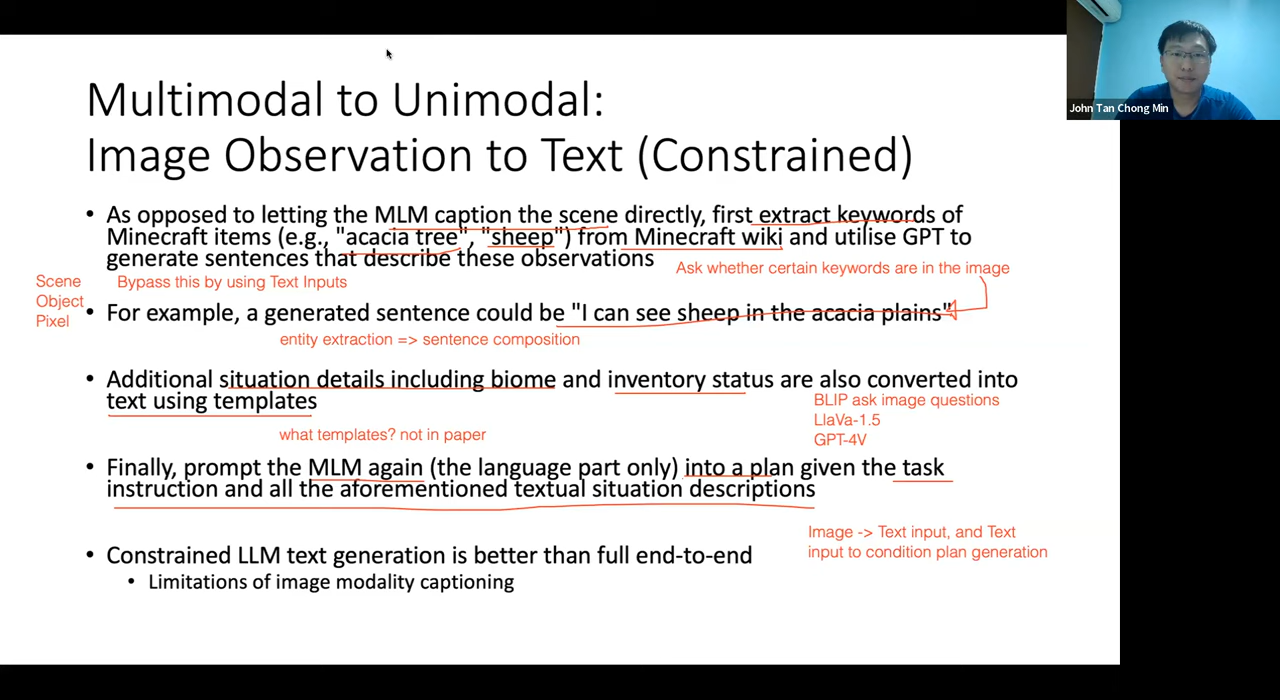 John Tan Chong Min
Multimodal to Unimodal:
Image Observation to Text (Constrained)
• As opposed to letting the MLM caption the scene directly, first extract keywords of
Minecraft items (e.g., "acacia tree", "sheep") from Minecraft wiki and utilise GPT to
generate sentences that describe these observations
Ask whether certain keywords are in the image
Scene
Object
Pixel
Bypass this by using Text Inputs
• For example, a generated sentence could be "I can see sheep in the acacia plains"
entity extraction => sentence composition
• Additional situation details including biome and inventory status are also converted into
text using templates
BLIP ask image questions
LlaVa-1.5
GPT-4V
what templates? not in paper
• Finally, prompt the MLM again (the language part only) into a plan given the task
instruction and all the aforementioned textual situation descriptions
Image -> Text input, and Text
input to condition plan generation
• Constrained LLM text generation is better than full end-to-end
• Limitations of image modality captioning